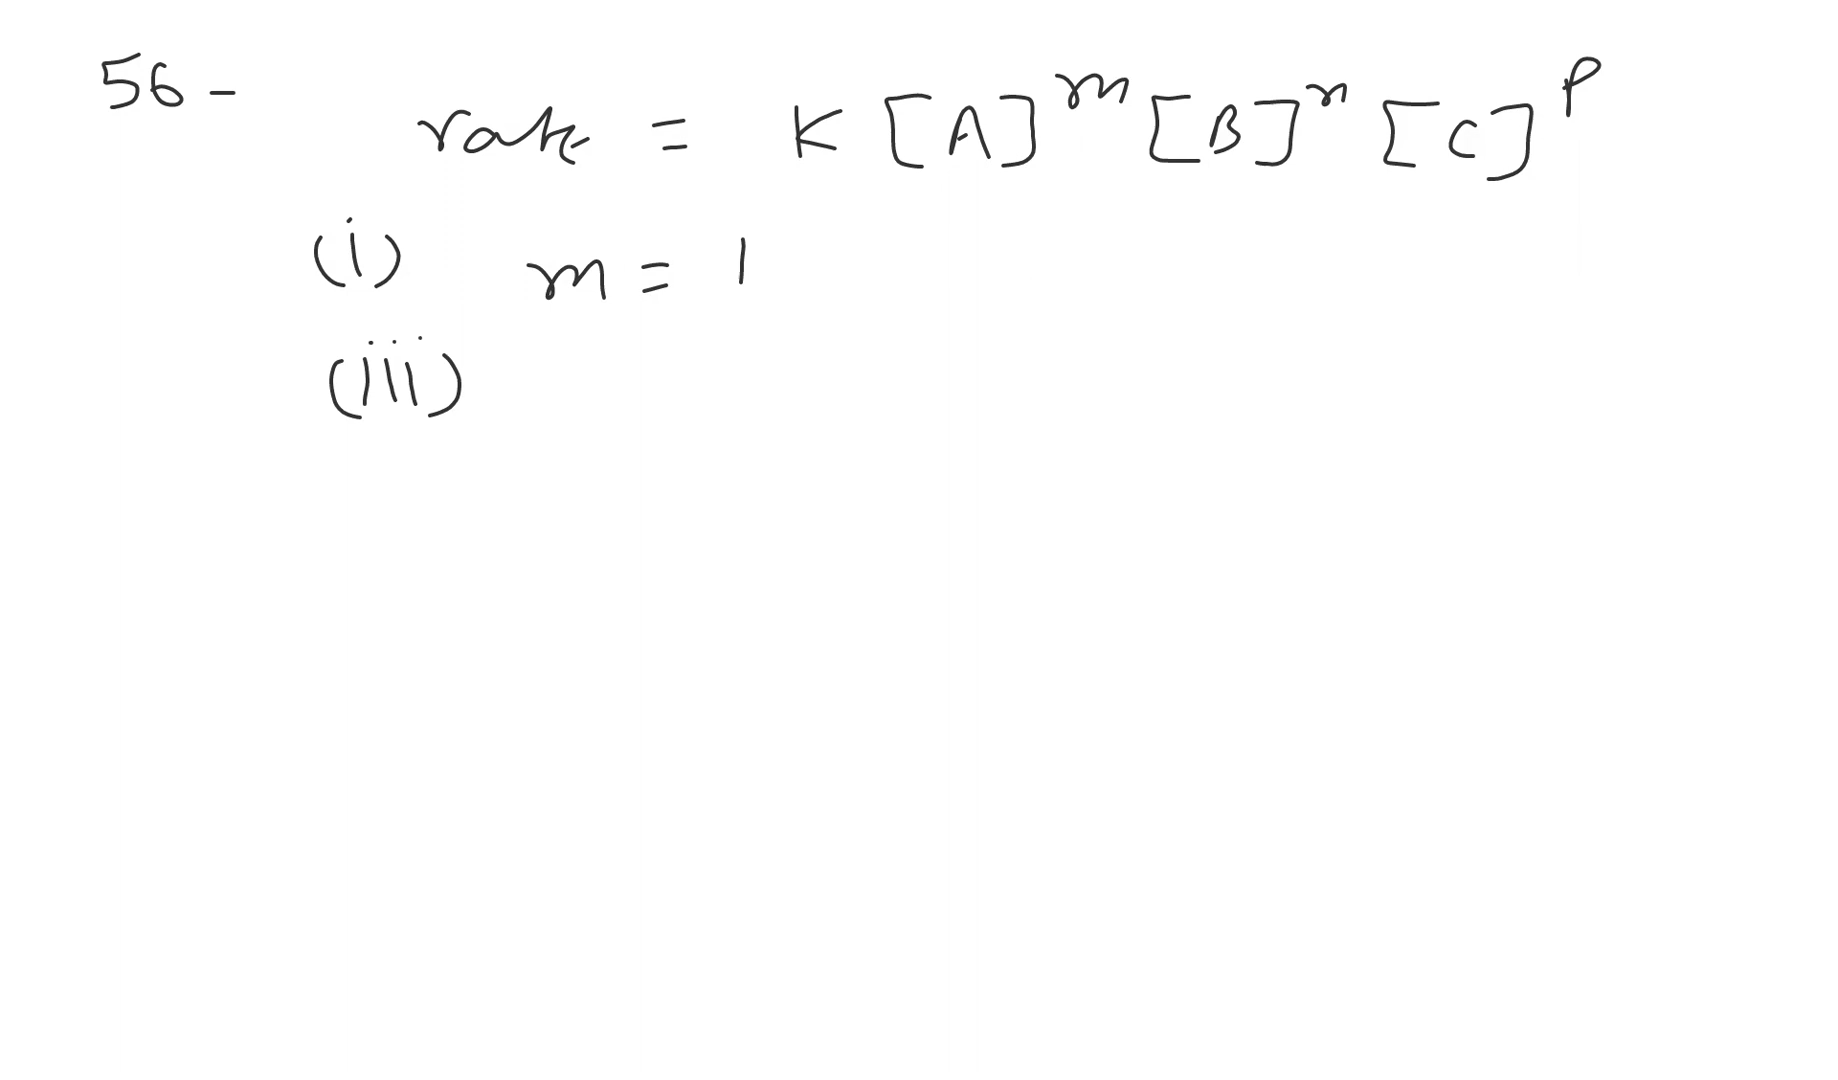 56 -
rate = K [A]^m [B]^n [C]^p
(i) m = 1
(iii)